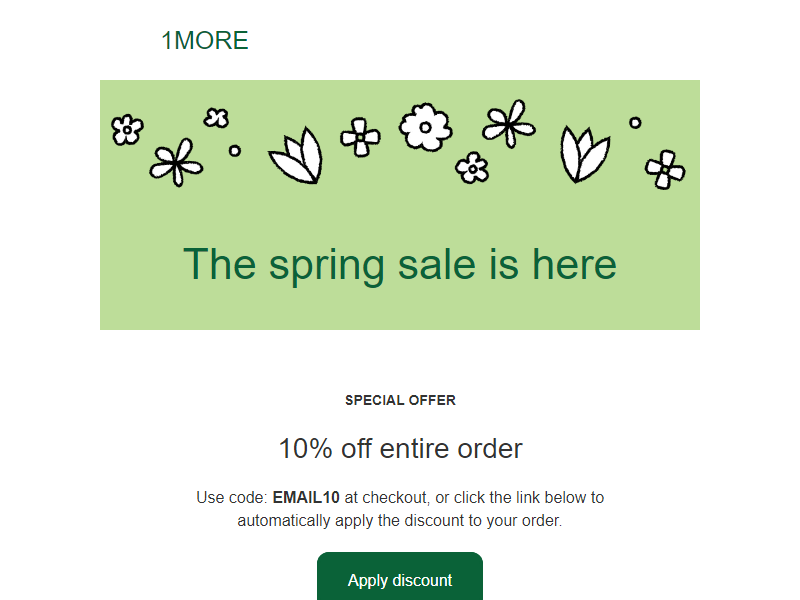 1MORE
The spring sale is here
SPECIAL OFFER
10% off entire order
Use code: EMAIL10 at checkout, or click the link below to
automatically apply the discount to your order.
Apply discount